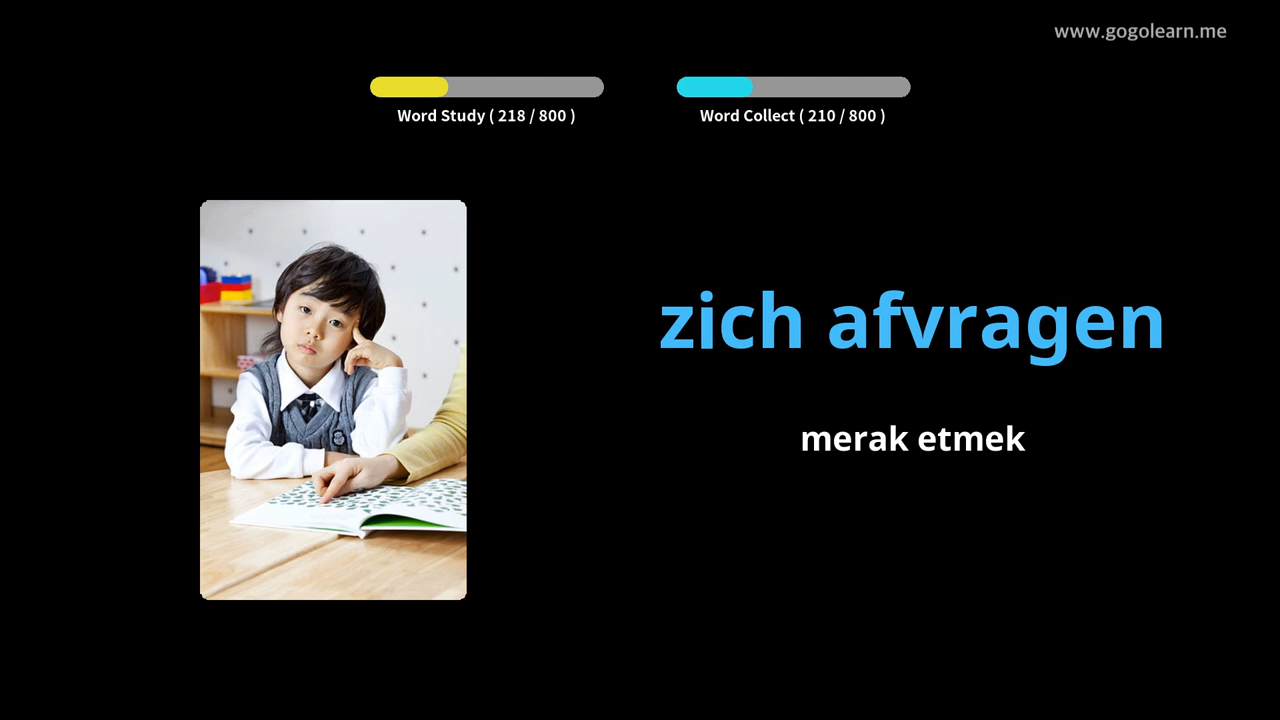 www.gogolearn.me
Word Study ( 218 / 800 )
Word Collect ( 210 / 800 )
zich afvragen
merak etmek